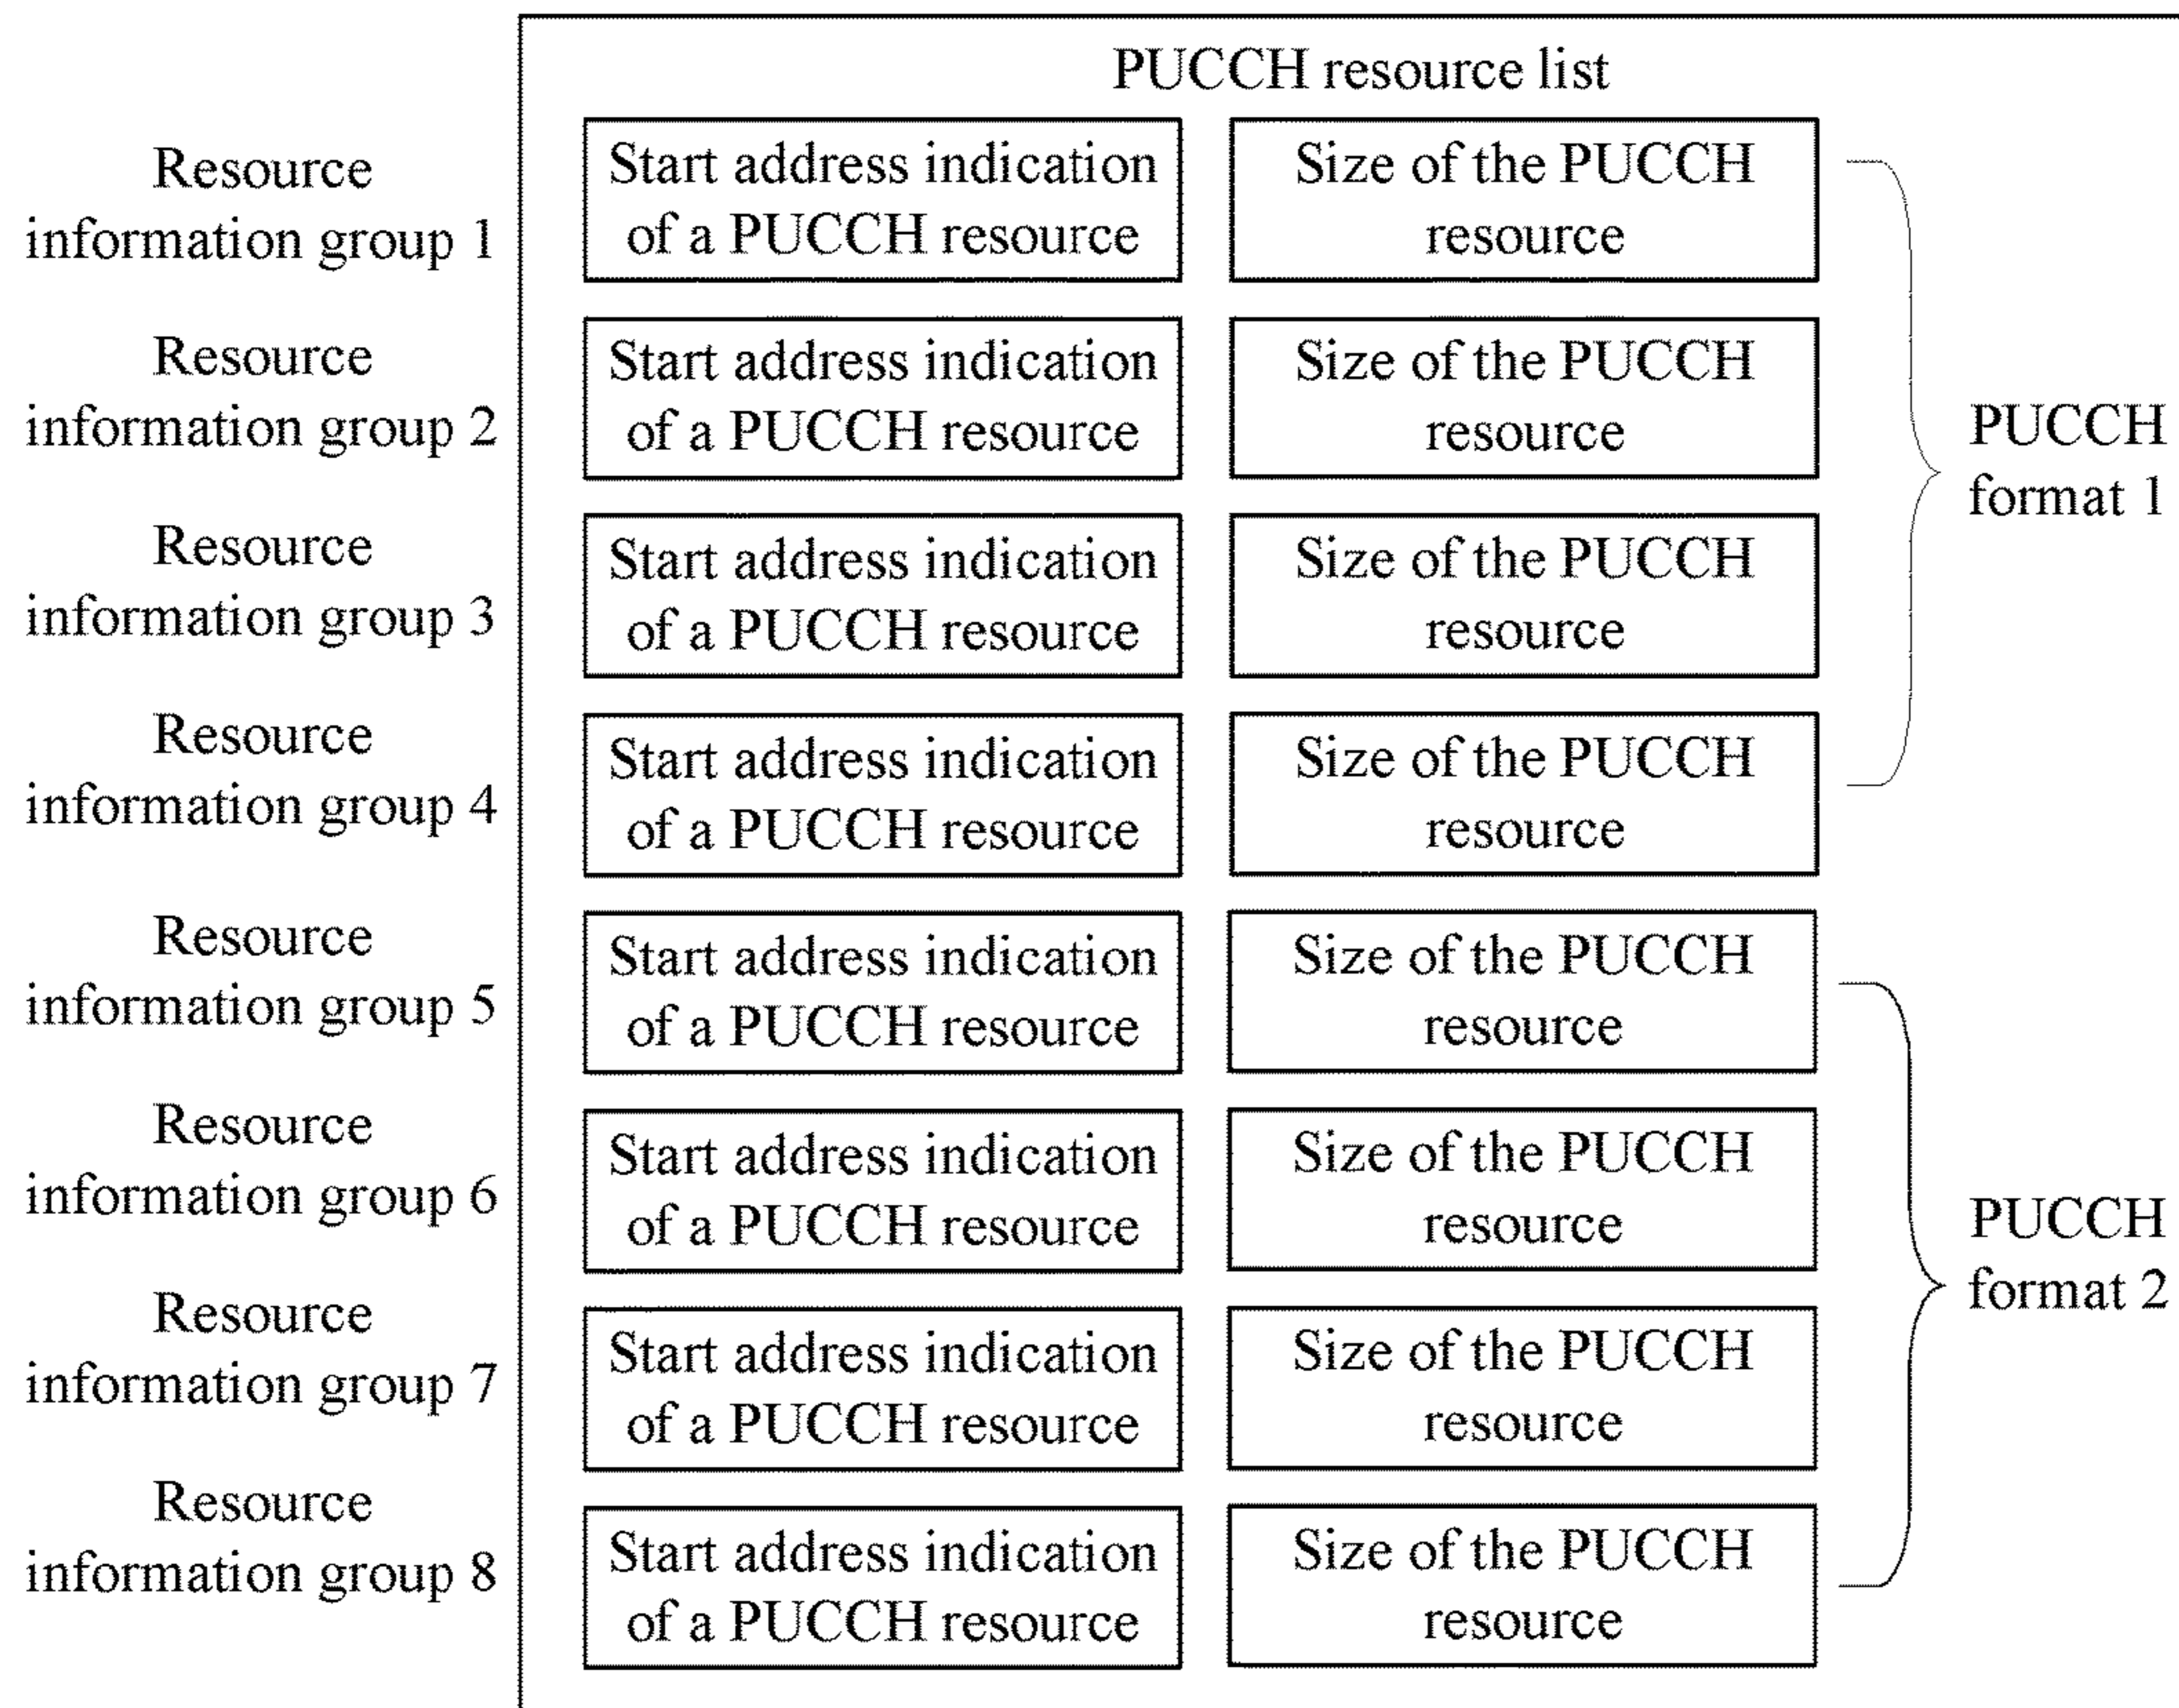 PUCCH resource list
Resource
information group 1
Start address indication
of a PUCCH resource
Size of the PUCCH
resource
Resource
information group 2
Start address indication
of a PUCCH resource
Size of the PUCCH
resource
Resource
information group 3
Start address indication
of a PUCCH resource
Size of the PUCCH
resource
Resource
information group 4
Start address indication
of a PUCCH resource
Size of the PUCCH
resource
PUCCH
format 1
Resource
information group 5
Start address indication
of a PUCCH resource
Size of the PUCCH
resource
Resource
information group 6
Start address indication
of a PUCCH resource
Size of the PUCCH
resource
Resource
information group 7
Start address indication
of a PUCCH resource
Size of the PUCCH
resource
Resource
information group 8
Start address indication
of a PUCCH resource
Size of the PUCCH
resource
PUCCH
format 2